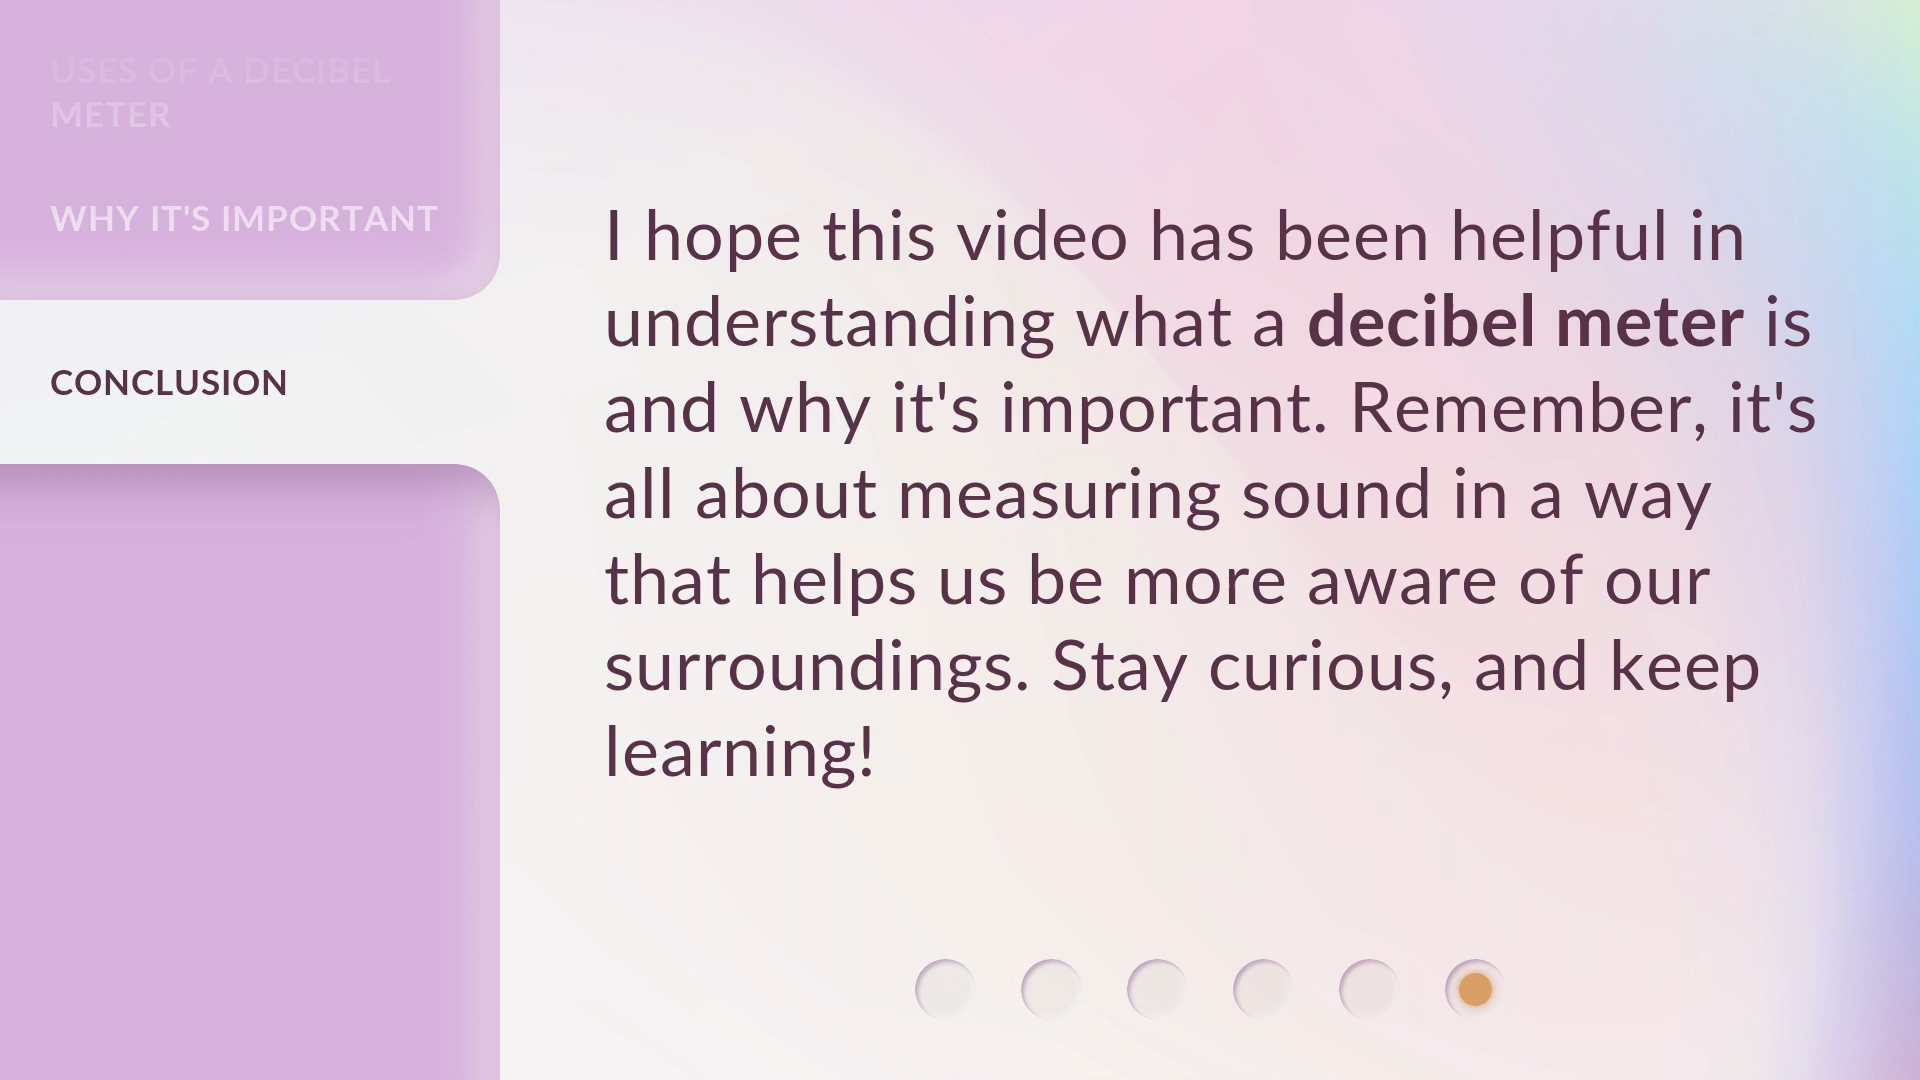 USES OF A DECIBEL
METER
WHY IT'S IMPORTANT
CONCLUSION
I hope this video has been helpful in
understanding what a decibel meter is
and why it's important. Remember, it's
all about measuring sound in a way
that helps us be more aware of our
surroundings. Stay curious, and keep
learning!